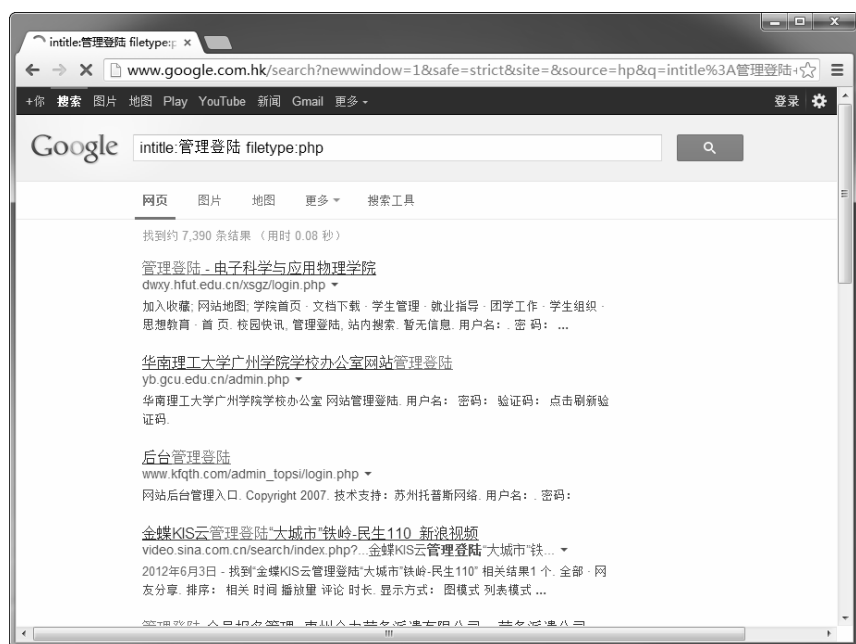 intitle:管理登陆 filetype:p
www.google.com.hk/search?newwindow=1&safe=strict&site=&source=hp&q=intitle%3A管理登陆+
+你 搜索 图片 地图 Play YouTube 新闻 Gmail 更多 登录
Google intitle:管理登陆 filetype:php
网页 图片 地图 更多 搜索工具
找到约 7,390 条结果 （用时 0.08 秒）
管理登陆 - 电子科学与应用物理学院
dwxy.hfut.edu.cn/xsgz/login.php
加入收藏; 网站地图; 学院首页 · 文档下载 · 学生管理 · 就业指导 · 团学工作 · 学生组织 ·
思想教育 · 首 页. 校园快讯, 管理登陆, 站内搜索. 暂无信息. 用户名：. 密 码： ...
华南理工大学广州学院学校办公室网站管理登陆
yb.gcu.edu.cn/admin.php
华南理工大学广州学院学校办公室 网站管理登陆. 用户名： 密码： 验证码： 点击刷新验
证码.
后台管理登陆
www.kfqth.com/admin_topsi/login.php
网站后台管理入口. Copyright 2007. 技术支持：苏州托普斯网络. 用户名：. 密码：
金蝶KIS云管理登陆“大城市”铁岭-民生110_新浪视频
video.sina.com.cn/search/index.php?...金蝶KIS云管理登陆“大城市”铁...
2012年6月3日 - 找到“金蝶KIS云管理登陆“大城市”铁岭-民生110” 相关结果1 个. 全部 · 网
友分享. 排序： 相关 时间 播放量 评论 时长. 显示方式： 图模式 列表模式 ...